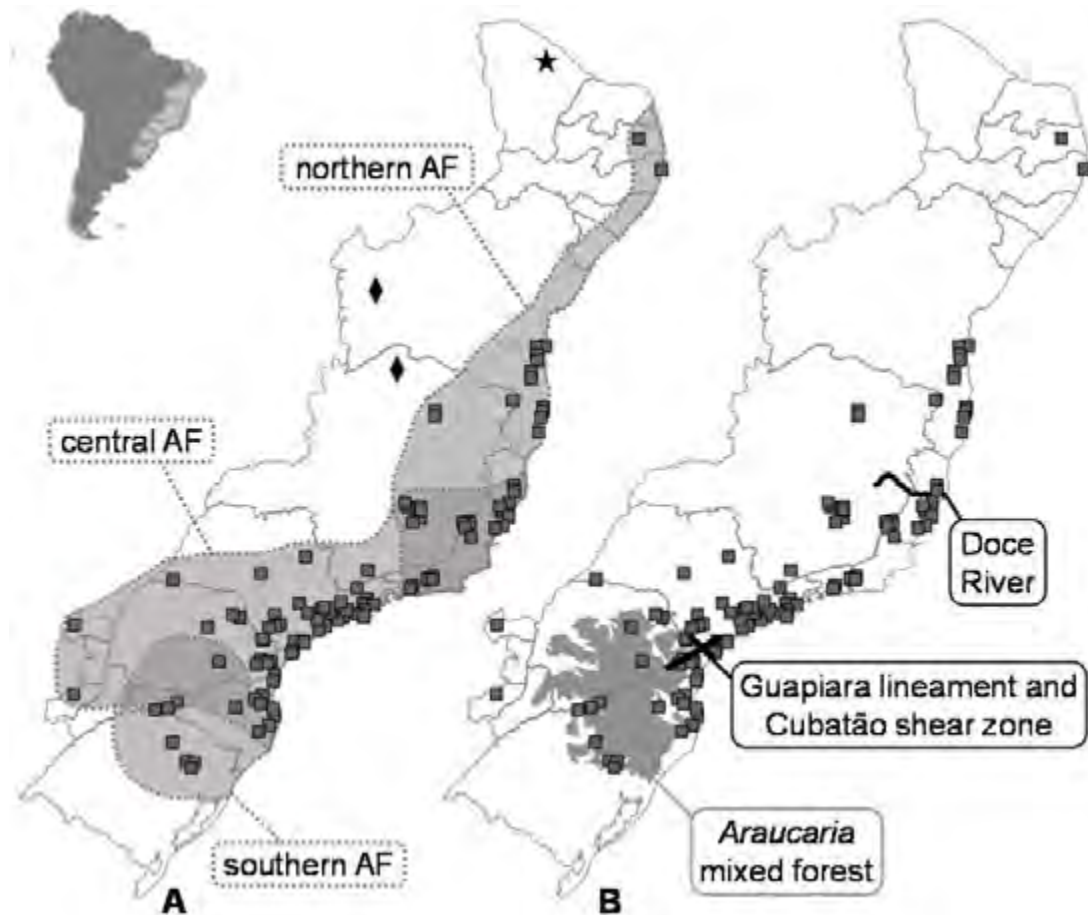 northern AF
central AF
southern AF
A
Doce
River
Guapiara lineament and
Cubatão shear zone
Araucaria
mixed forest
B